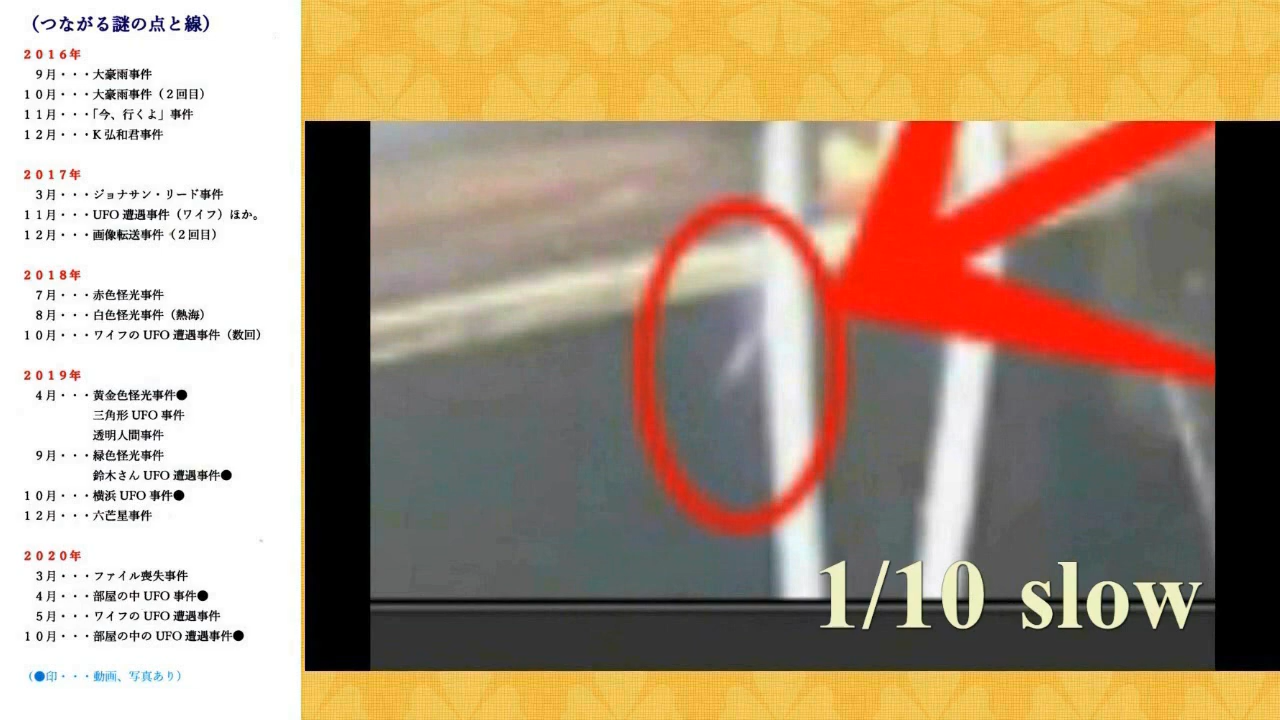 （つながる謎の点と線）
２０１６年
９月・・・大豪雨事件
１０月・・・大豪雨事件（２回目）
１１月・・・「今、行くよ」事件
１２月・・・K 弘和君事件
２０１７年
３月・・・ジョナサン・リード事件
１１月・・・UFO 遭遇事件（ワイフ）ほか。
１２月・・・画像転送事件（２回目）
２０１８年
７月・・・赤色怪光事件
８月・・・白色怪光事件（熱海）
１０月・・・ワイフの UFO 遭遇事件（数回）
２０１９年
４月・・・黄金色怪光事件●
三角形 UFO 事件
透明人間事件
９月・・・緑色怪光事件
鈴木さん UFO 遭遇事件●
１０月・・・横浜 UFO 事件●
１２月・・・六芒星事件
２０２０年
３月・・・ファイル喪失事件
４月・・・部屋の中 UFO 事件●
５月・・・ワイフの UFO 遭遇事件
１０月・・・部屋の中の UFO 遭遇事件●
（●印・・・動画、写真あり）
1/10 slow